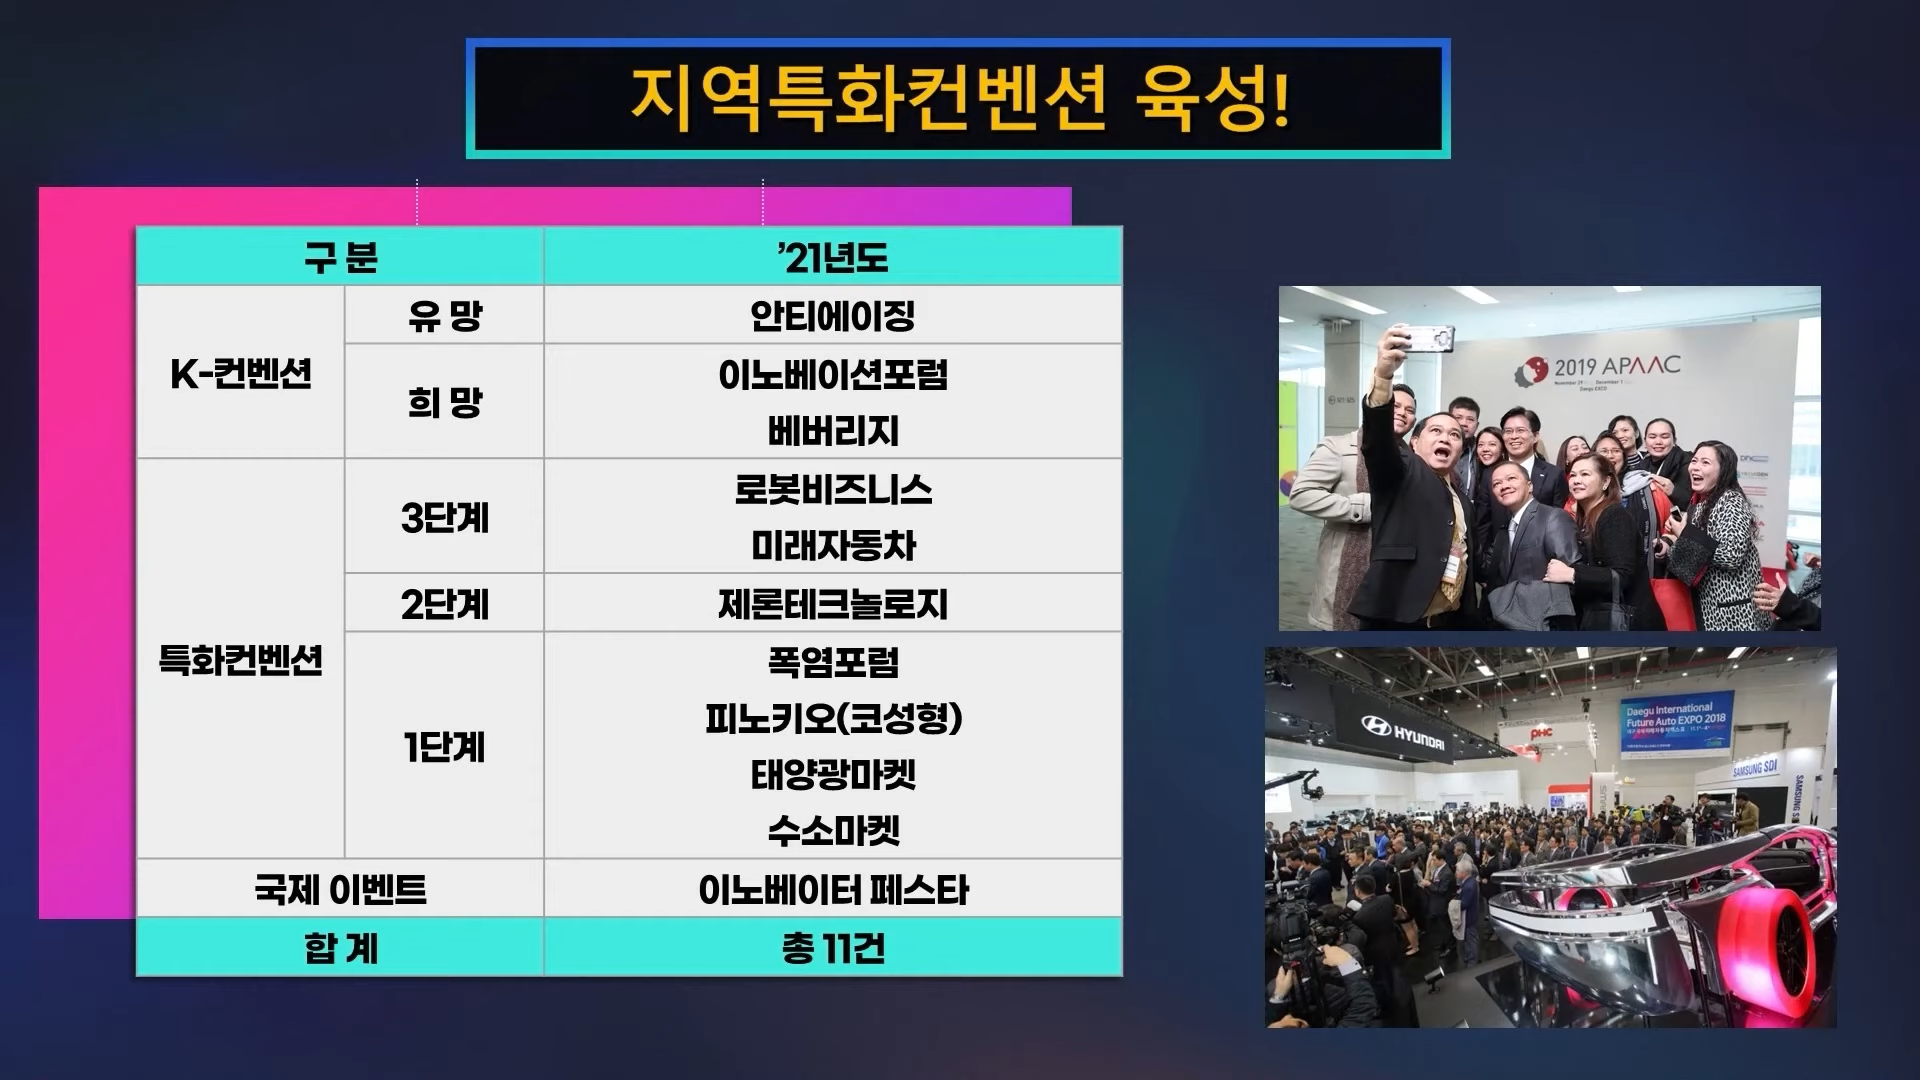 지역특화컨벤션 육성!
구 분 ’21년도
K-컨벤션 유 망 안티에이징
희 망 이노베이션포럼
베버리지
특화컨벤션 3단계 로봇비즈니스
미래자동차
2단계 제론테크놀로지
1단계 폭염포럼
피노키오(코성형)
태양광마켓
수소마켓
국제 이벤트 이노베이터 페스타
합 계 총 11건
2019 APAAC
Daegu EXCO
HYUNDAI
PHC
Daegu International
Future Auto EXPO 2018
SAMSUNG SDI